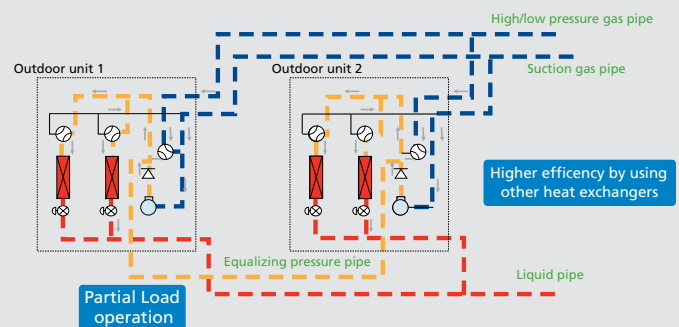 High/low pressure gas pipe
Suction gas pipe
Outdoor unit 1
Outdoor unit 2
Higher efficency by using
other heat exchangers
Equalizing pressure pipe
Liquid pipe
Partial Load
operation